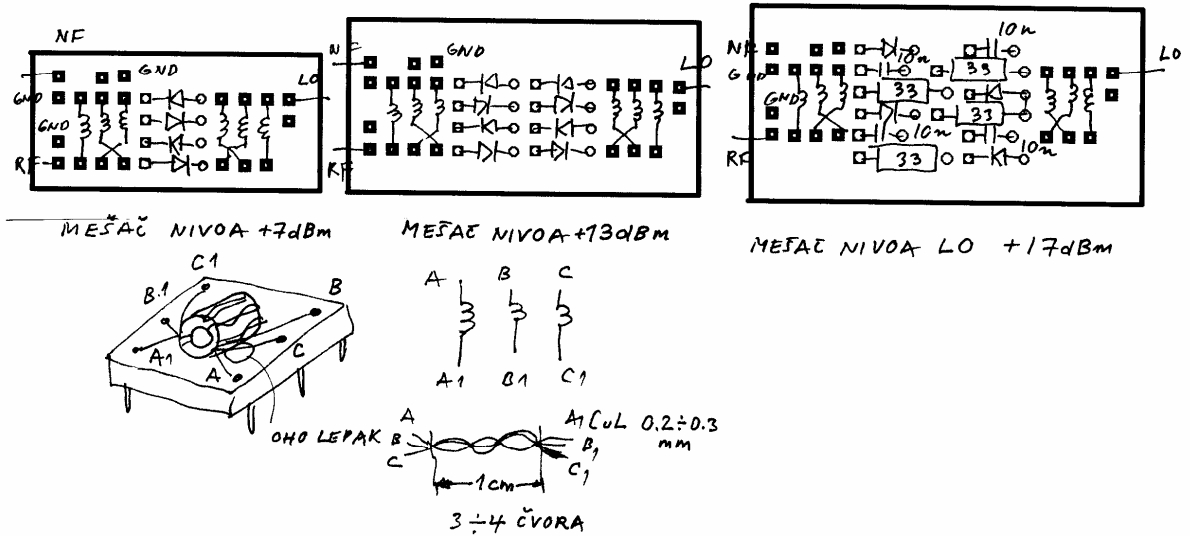 NF
GND
LO
GND
GND
RF
MEŠAČ NIVOA +7dBm
NF
GND
LO
RF
MEŠAČ NIVOA +13dBm
NF
10n
10n
33
LO
GND
33
GND
33
10n
RF
33
10n
MEŠAČ NIVOA LO +17dBm
C1
B1
B
A1
C
A
OHO LEPAK
A B C
A1 B1 C1
A
B
C
A1 CuL 0.2÷0.3
mm
B1
C1
1cm
3÷4 ČVORA